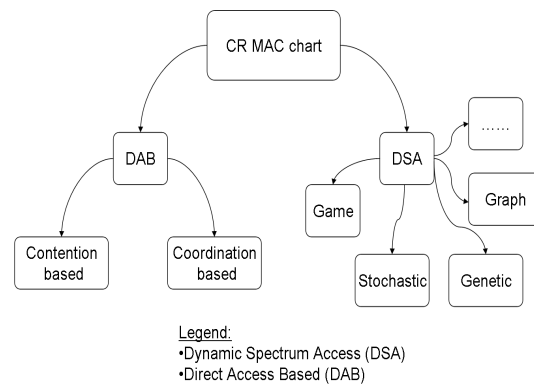 CR MAC chart
DAB
DSA
……
Graph
Game
Contention
based
Coordination
based
Stochastic
Genetic
Legend:
•Dynamic Spectrum Access (DSA)
•Direct Access Based (DAB)